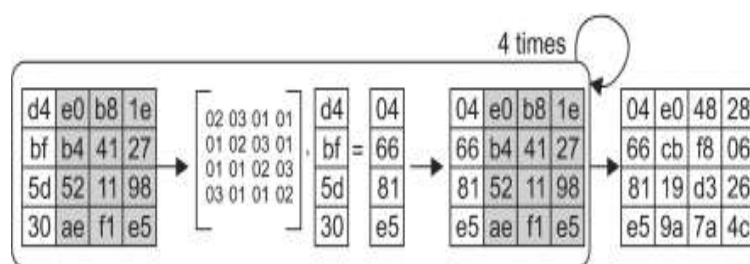 4 times
d4 e0 b8 1e 02 03 01 01 d4 04 04 e0 b8 1e 04 e0 48 28
bf b4 41 27 01 02 03 01 . bf = 66 66 b4 41 27 66 cb f8 06
5d 52 11 98 01 01 02 03 5d 81 81 52 11 98 81 19 d3 26
30 ae f1 e5 03 01 01 02 30 e5 e5 ae f1 e5 e5 9a 7a 4c